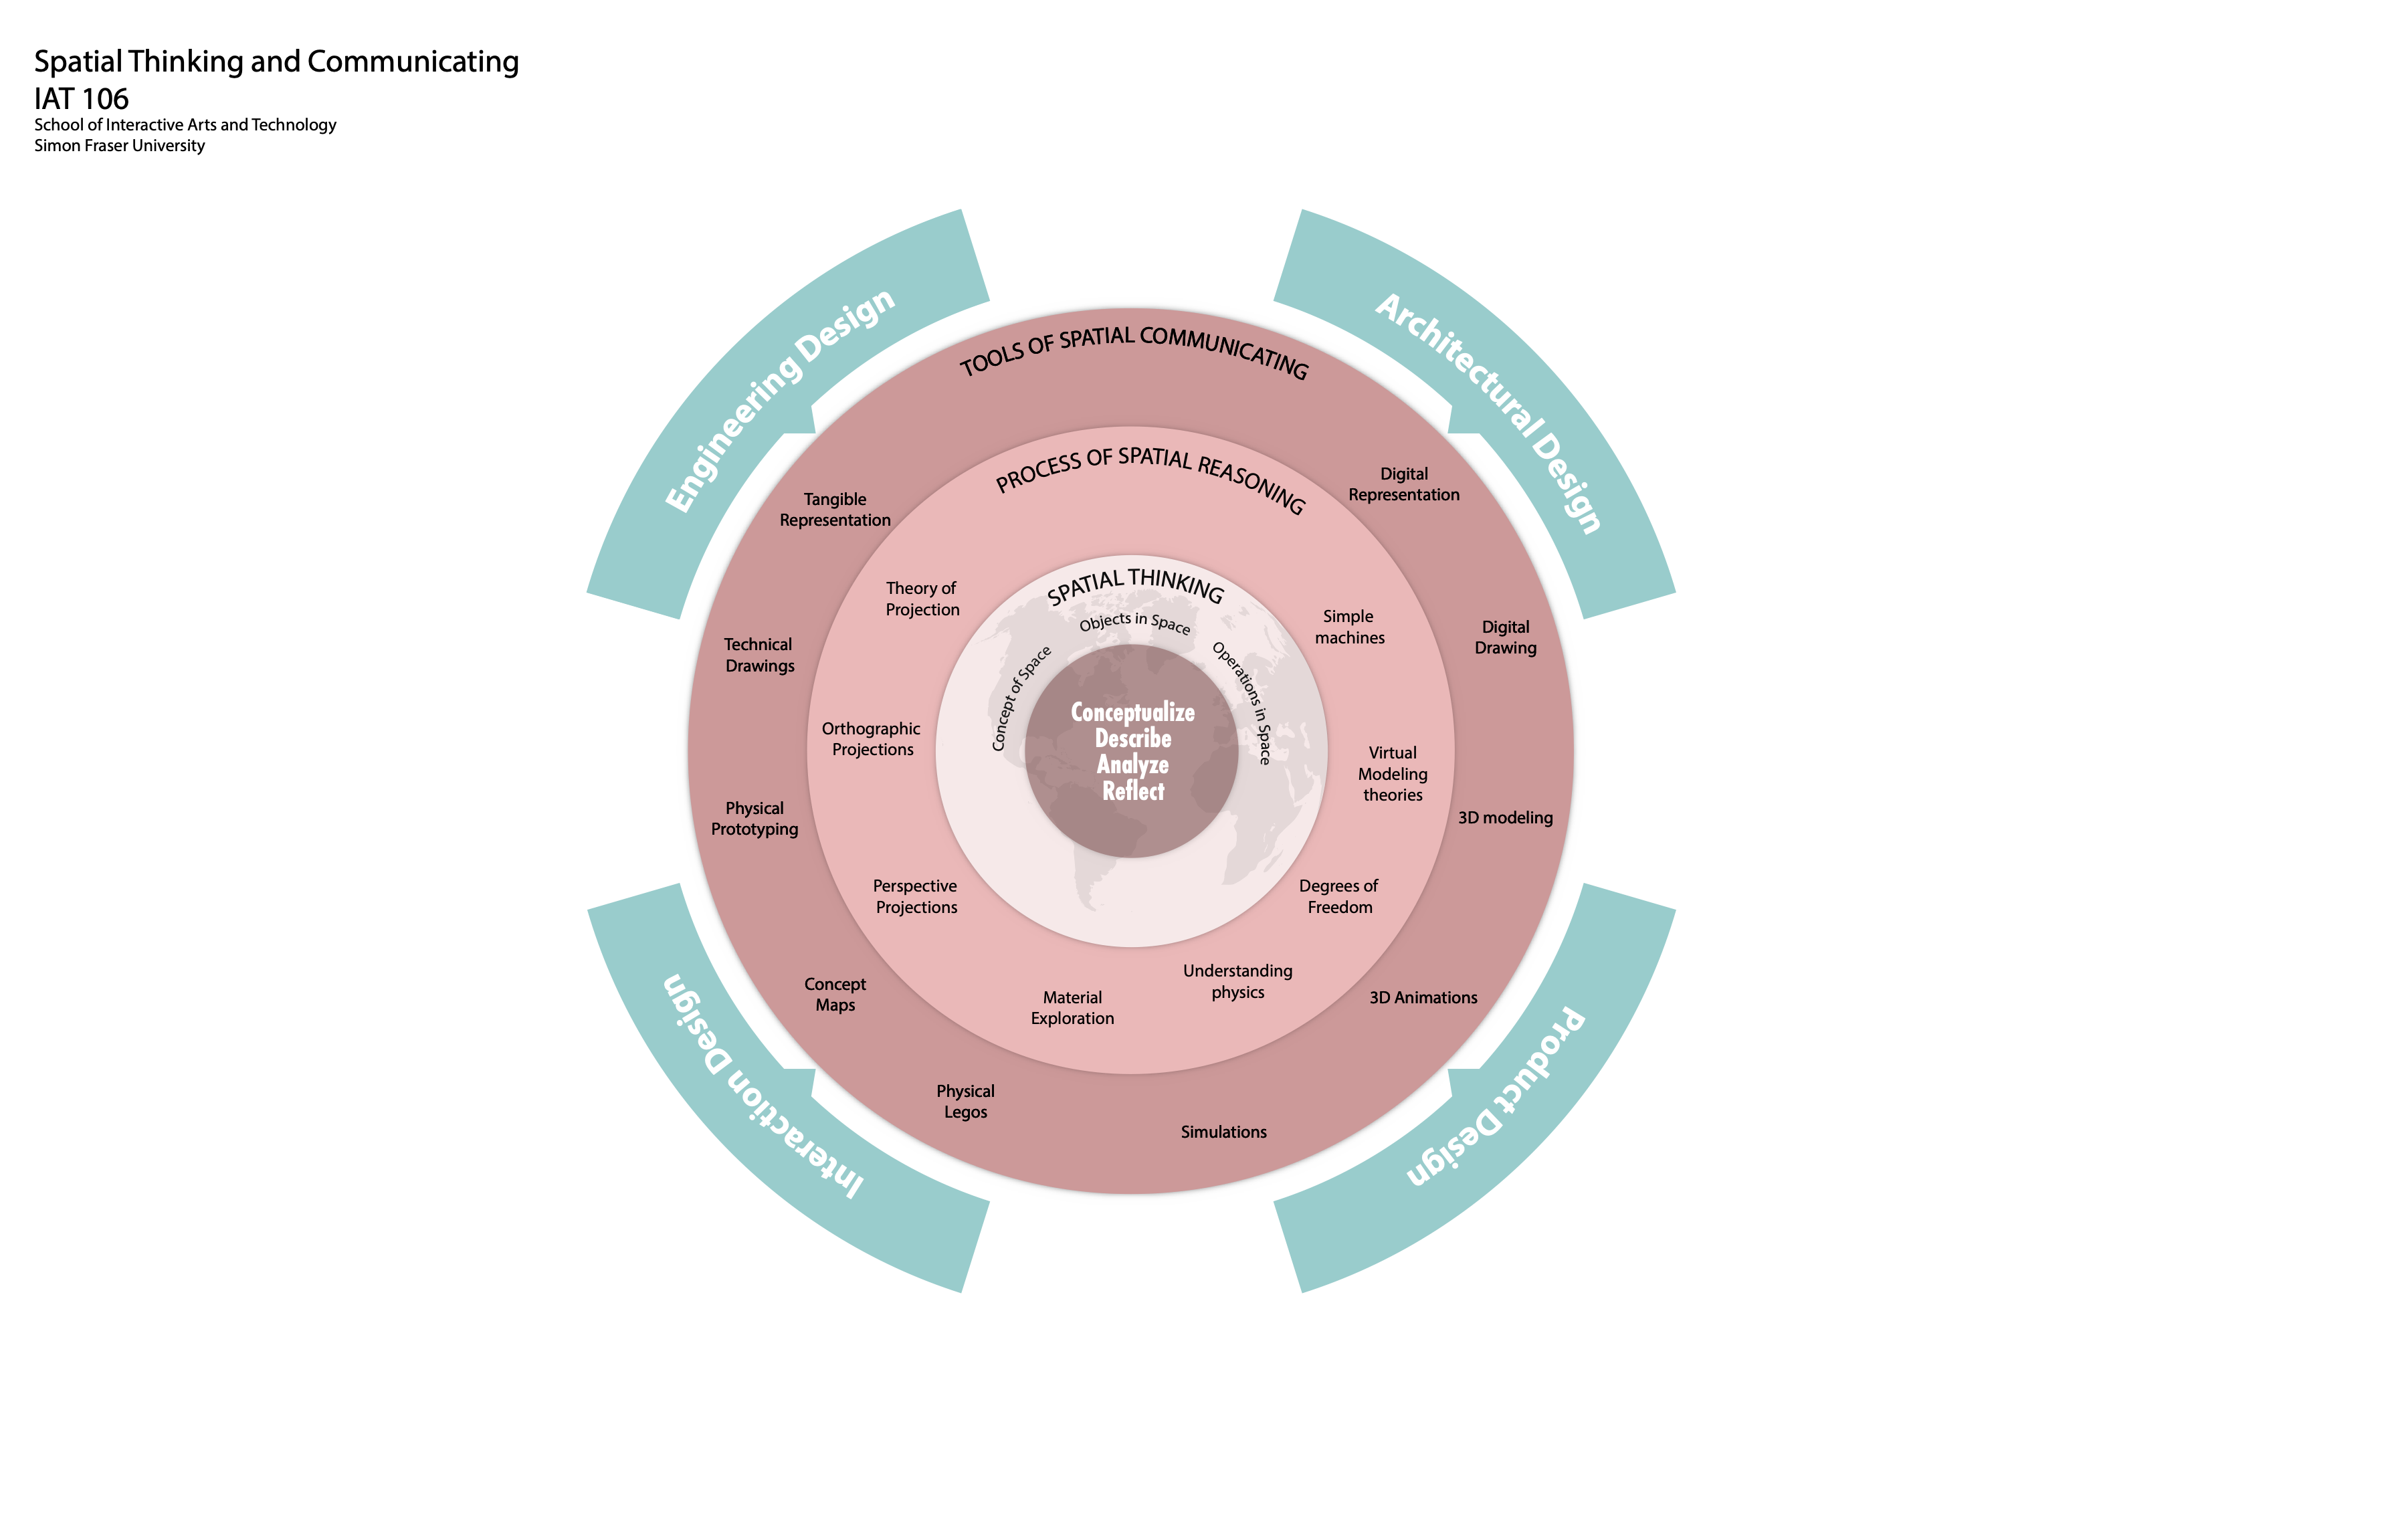 Spatial Thinking and Communicating
IAT 106
School of Interactive Arts and Technology
Simon Fraser University
Engineering Design
Architectural Design
TOOLS OF SPATIAL COMMUNICATING
Tangible
Representation
Technical
Drawings
Physical
Prototyping
Concept
Maps
Physical
Legos
Digital
Representation
Digital
Drawing
3D modeling
3D Animations
Simulations
PROCESS OF SPATIAL REASONING
Theory of
Projection
Orthographic
Projections
Perspective
Projections
Material
Exploration
Simple
machines
Virtual
Modeling
theories
Degrees of
Freedom
Understanding
physics
SPATIAL THINKING
Concept of Space
Objects in Space
Operations in Space
Conceptualize
Describe
Analyze
Reflect
Interaction Design
Product Design